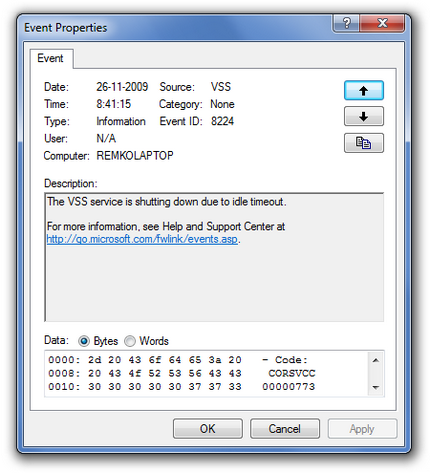 Event Properties
?
Event
Date: 26-11-2009 Source: VSS
Time: 8:41:15 Category: None
Type: Information Event ID: 8224
User: N/A
Computer: REMKOLAPTOP
Description:
The VSS service is shutting down due to idle timeout.
For more information, see Help and Support Center at
http://go.microsoft.com/fwlink/events.asp.
Data: Bytes Words
0000: 2d 20 43 6f 64 65 3a 20 - Code:
0008: 20 43 4f 52 53 56 43 43 CORSVCC
0010: 30 30 30 30 30 37 37 33 00000773
OK Cancel Apply